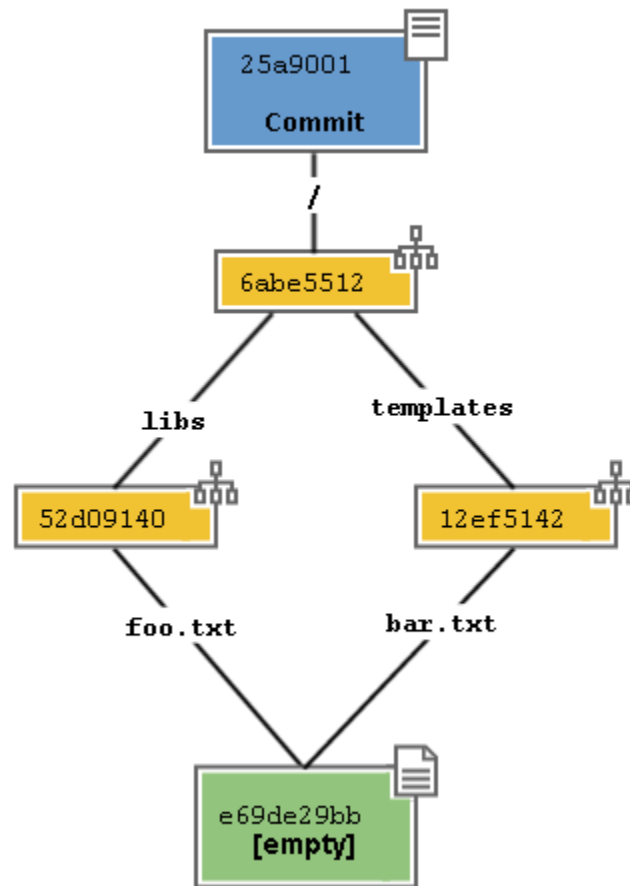 25a9001
Commit
/
6abe5512
libs
templates
52d09140
12ef5142
foo.txt
bar.txt
e69de29bb
[empty]